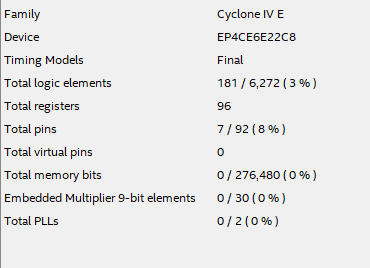 Family Cyclone IV E
Device EP4CE6E22C8
Timing Models Final
Total logic elements 181 / 6,272 ( 3 % )
Total registers 96
Total pins 7 / 92 ( 8 % )
Total virtual pins 0
Total memory bits 0 / 276,480 ( 0 % )
Embedded Multiplier 9-bit elements 0 / 30 ( 0 % )
Total PLLs 0 / 2 ( 0 % )